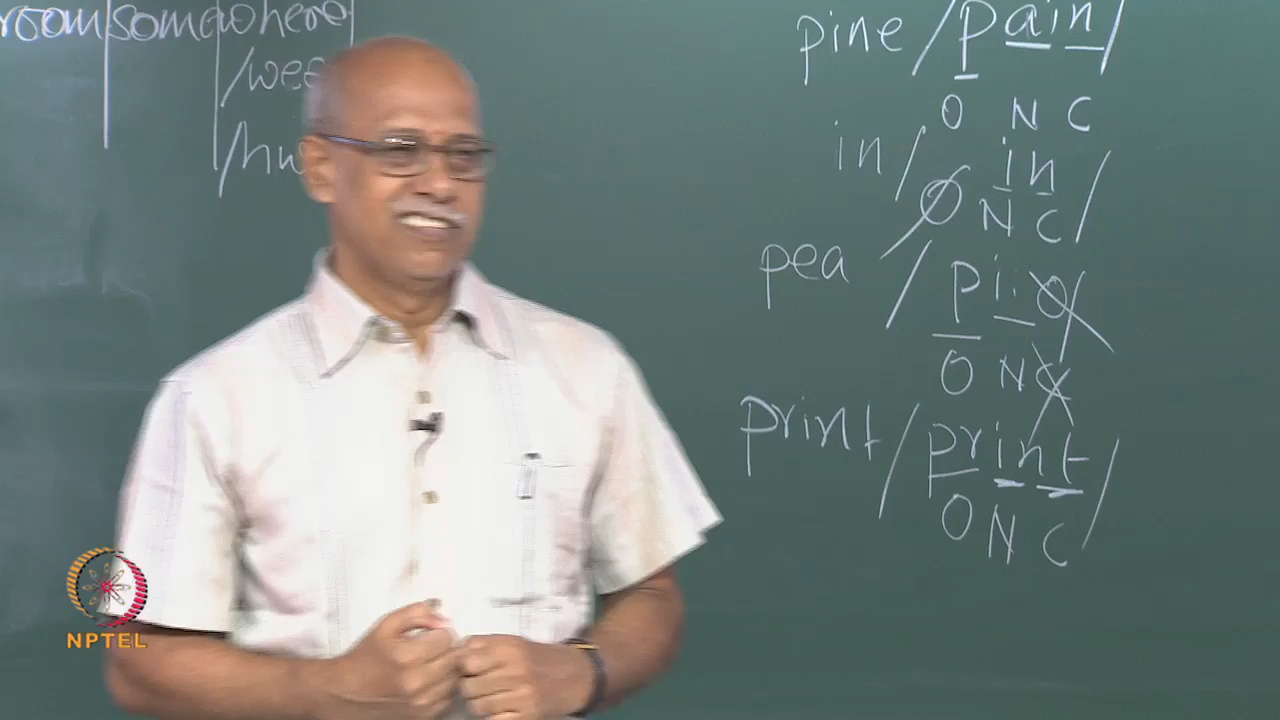 room somewhere
/wee
/hw
pine /pain/
O N C
in / Ø in /
N C
pea / pi: Ø /
O N C
print /print/
O N C
NPTEL